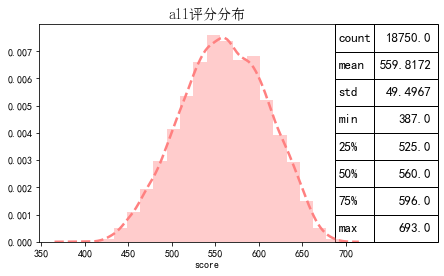 all评分分布
0.007
0.006
0.005
0.004
0.003
0.002
0.001
0.000
350 400 450 500 550 600 650 700
score
count 18750.0
mean 559.8172
std 49.4967
min 387.0
25% 525.0
50% 560.0
75% 596.0
max 693.0